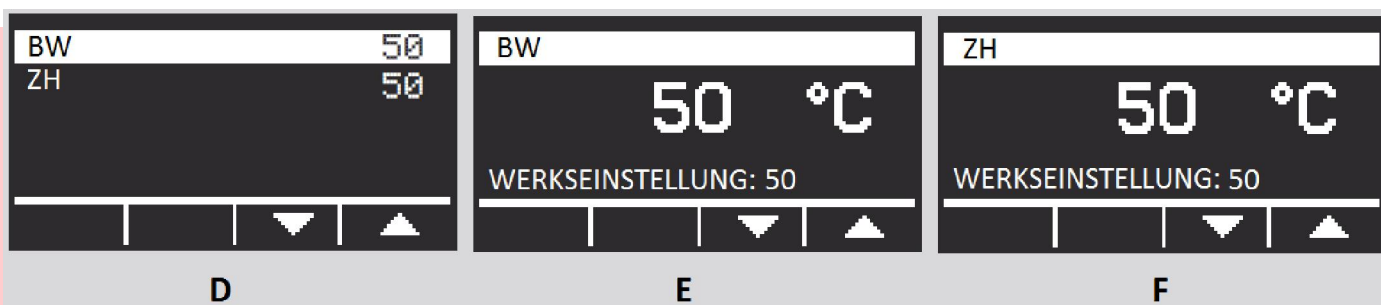 BW 50
ZH 50
D
BW
50 °C
WERKSEINSTELLUNG: 50
E
ZH
50 °C
WERKSEINSTELLUNG: 50
F